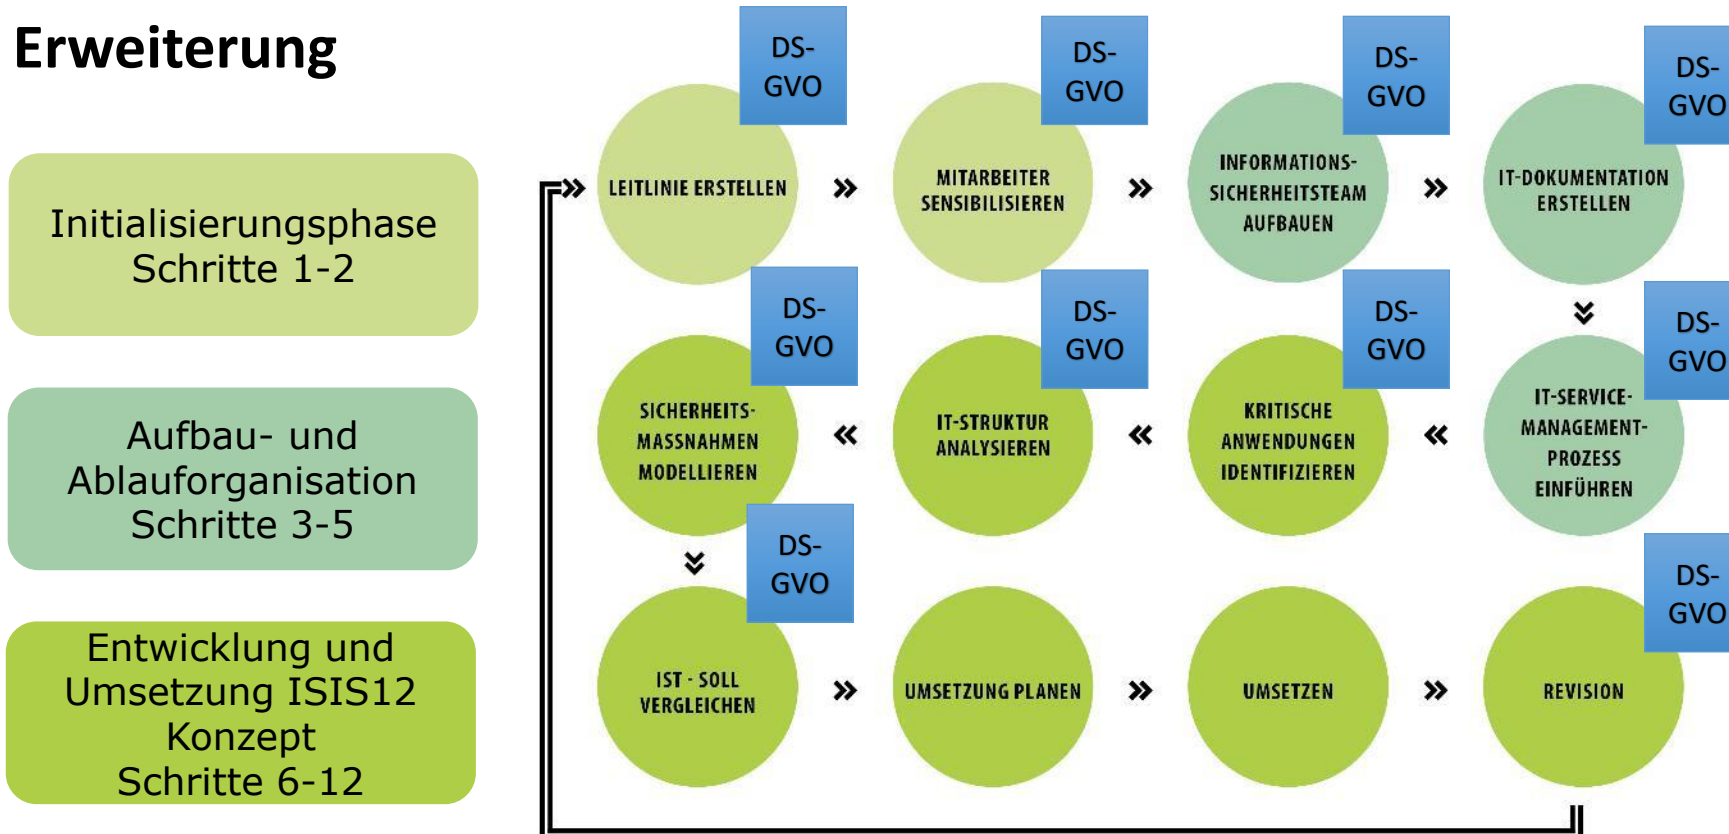 Erweiterung
Initialisierungsphase
Schritte 1-2
Aufbau- und
Ablauforganisation
Schritte 3-5
Entwicklung und
Umsetzung ISIS12
Konzept
Schritte 6-12
DS-
GVO
LEITLINIE ERSTELLEN
DS-
GVO
MITARBEITER
SENSIBILISIEREN
DS-
GVO
INFORMATIONS-
SICHERHEITSTEAM
AUFBAUEN
DS-
GVO
IT-DOKUMENTATION
ERSTELLEN
DS-
GVO
SICHERHEITS-
MASSNAHMEN
MODELLIEREN
DS-
GVO
IT-STRUKTUR
ANALYSIEREN
DS-
GVO
KRITISCHE
ANWENDUNGEN
IDENTIFIZIEREN
DS-
GVO
IT-SERVICE-
MANAGEMENT-
PROZESS
EINFÜHREN
DS-
GVO
IST - SOLL
VERGLEICHEN
UMSETZUNG PLANEN
UMSETZEN
DS-
GVO
REVISION